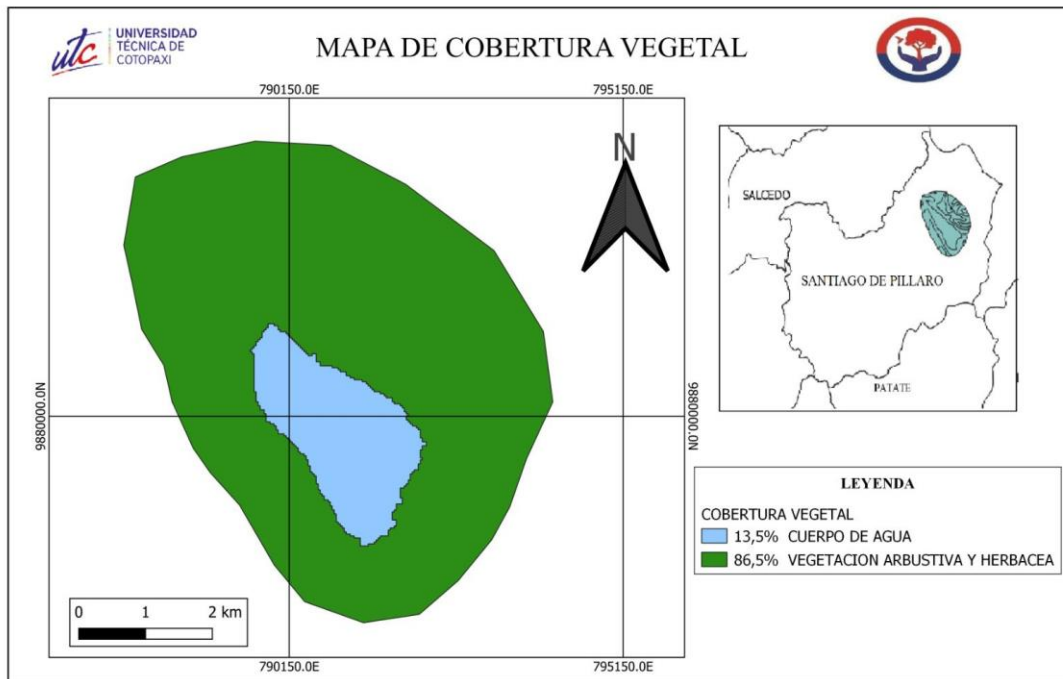 utc
UNIVERSIDAD
TÉCNICA DE
COTOPAXI
MAPA DE COBERTURA VEGETAL
790150.0E
795150.0E
N
9880000.0N
9880000.0N
0 1 2 km
790150.0E
795150.0E
SALCEDO
SANTIAGO DE PILLARO
PATATE
LEYENDA
COBERTURA VEGETAL
13,5% CUERPO DE AGUA
86,5% VEGETACION ARBUSTIVA Y HERBACEA